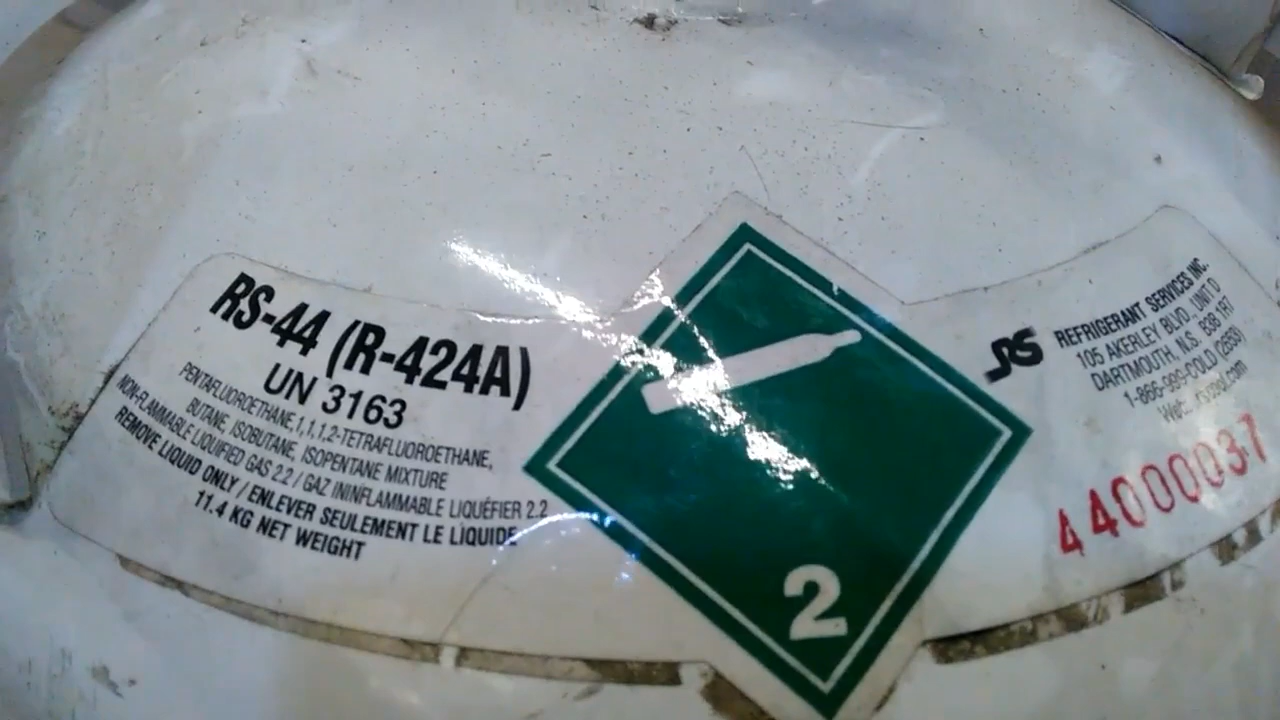 RS-44 (R-424A)
UN 3163
PENTAFLUOROETHANE,1,1,1,2-TETRAFLUOROETHANE,
BUTANE, ISOBUTANE, ISOPENTANE MIXTURE
NON-FLAMMABLE LIQUIFIED GAS 2.2 / GAZ ININFLAMMABLE LIQUÉFIER 2.2
REMOVE LIQUID ONLY / ENLEVER SEULEMENT LE LIQUIDE
11.4 KG NET WEIGHT
2
RS
REFRIGERANT SERVICES INC.
105 AKERLEY BLVD., UNIT D
DARTMOUTH, N.S. B3B 1R7
1-866-999-COLD (2653)
Web:
44000037